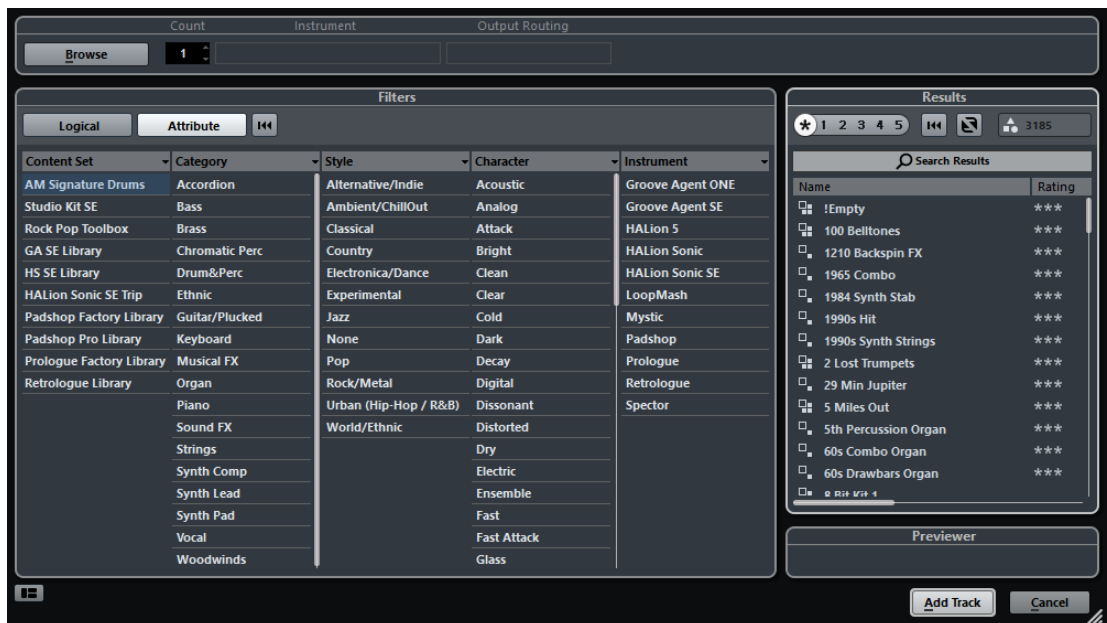 Count Instrument Output Routing
Browse 1
Filters
Logical Attribute
Content Set Category Style Character Instrument
AM Signature Drums Accordion Alternative/Indie Acoustic Groove Agent ONE
Studio Kit SE Bass Ambient/ChillOut Analog Groove Agent SE
Rock Pop Toolbox Brass Classical Attack HALion 5
GA SE Library Chromatic Perc Country Bright HALion Sonic
HS SE Library Drum&Perc Electronica/Dance Clean HALion Sonic SE
HALion Sonic SE Trip Ethnic Experimental Clear LoopMash
Padshop Factory Library Guitar/Plucked Jazz Cold Mystic
Padshop Pro Library Keyboard None Dark Padshop
Prologue Factory Library Musical FX Pop Decay Prologue
Retrologue Library Organ Rock/Metal Digital Retrologue
Piano Urban (Hip-Hop / R&B) Dissonant Spector
Sound FX World/Ethnic Distorted
Strings Dry
Synth Comp Electric
Synth Lead Ensemble
Synth Pad Fast
Vocal Fast Attack
Woodwinds Glass
Results
* 1 2 3 4 5 3185
Search Results
Name Rating
!Empty ***
100 Belltones ***
1210 Backspin FX ***
1965 Combo ***
1984 Synth Stab ***
1990s Hit ***
1990s Synth Strings ***
2 Lost Trumpets ***
29 Min Jupiter ***
5 Miles Out ***
5th Percussion Organ ***
60s Combo Organ ***
60s Drawbars Organ ***
8 Bit Kit 1
Previewer
Add Track Cancel